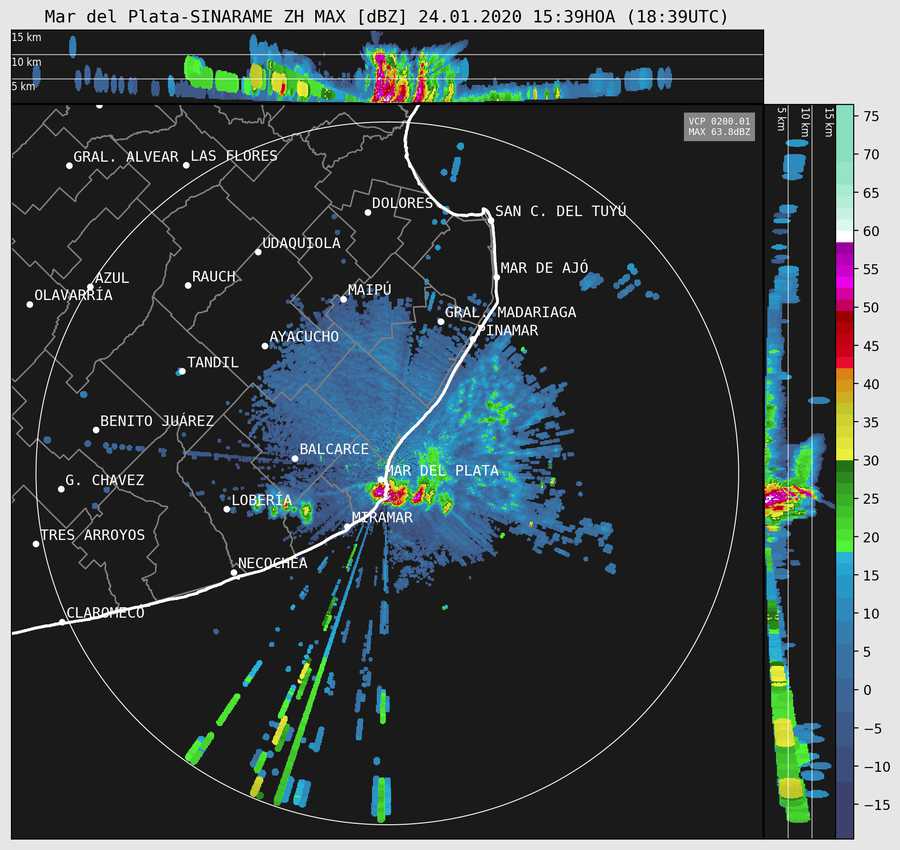 Mar del Plata-SINARAME ZH MAX [dBZ] 24.01.2020 15:39HOA (18:39UTC)
15 km
10 km
5 km
5 km
10 km
15 km
VCP 0200.01
MAX 63.8dBZ
GRAL. ALVEAR
LAS FLORES
DOLORES
SAN C. DEL TUYÚ
UDAQUIOLA
AZUL
RAUCH
MAR DE AJÓ
OLAVARRÍA
MAIPÚ
GRAL. MADARIAGA
PINAMAR
AYACUCHO
TANDIL
BENITO JUÁREZ
BALCARCE
MAR DEL PLATA
G. CHAVEZ
LOBERÍA
MIRAMAR
TRES ARROYOS
NECOCHEA
CLAROMECÓ
75
70
65
60
55
50
45
40
35
30
25
20
15
10
5
0
−5
−10
−15